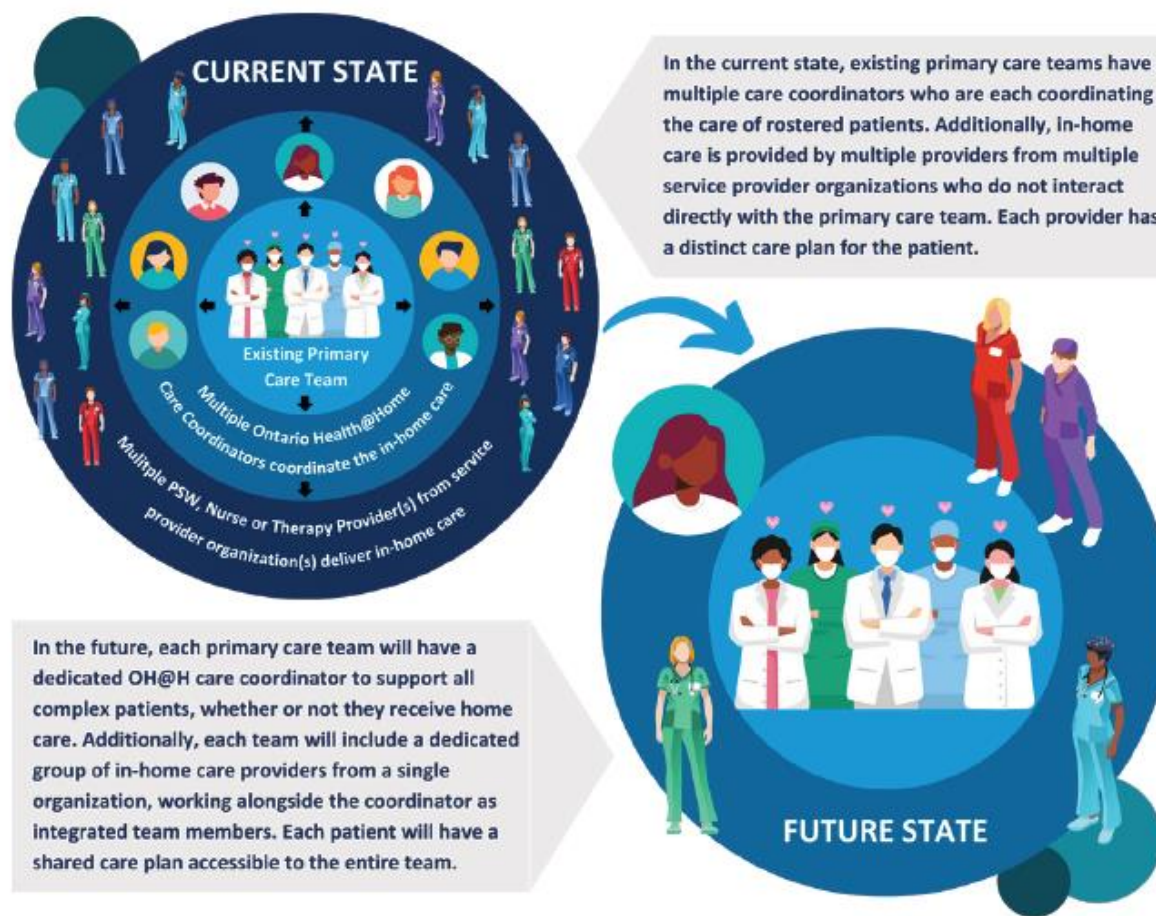 CURRENT STATE
Existing Primary
Care Team
Multiple Ontario Health@Home
Care Coordinators coordinate the in-home care
Mulitple PSW, Nurse or Therapy Provider(s) from service
provider organization(s) deliver in-home care
In the current state, existing primary care teams have
multiple care coordinators who are each coordinating
the care of rostered patients. Additionally, in-home
care is provided by multiple providers from multiple
service provider organizations who do not interact
directly with the primary care team. Each provider has
a distinct care plan for the patient.
In the future, each primary care team will have a
dedicated OH@H care coordinator to support all
complex patients, whether or not they receive home
care. Additionally, each team will include a dedicated
group of in-home care providers from a single
organization, working alongside the coordinator as
integrated team members. Each patient will have a
shared care plan accessible to the entire team.
FUTURE STATE